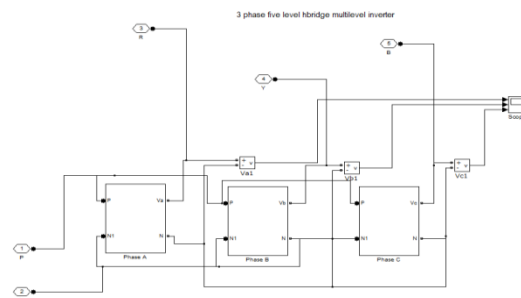 3 phase five level hbridge multilevel inverter
3
R
5
B
4
Y
Va1
Vb1
Vc1
P
Va
N1
N
Phase A
P
Vb
N1
N
Phase B
P
Vc
N1
N
Phase C
1
P
2